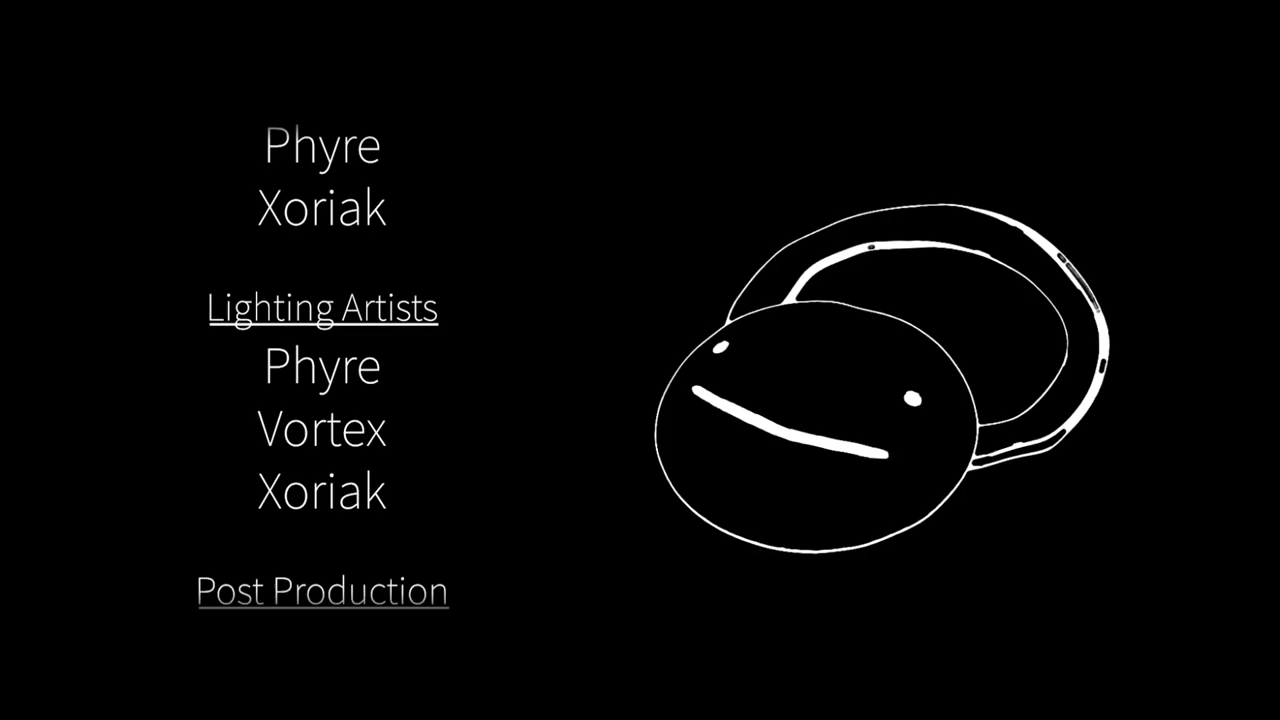 Phyre
Xoriak
Lighting Artists
Phyre
Vortex
Xoriak
Post Production